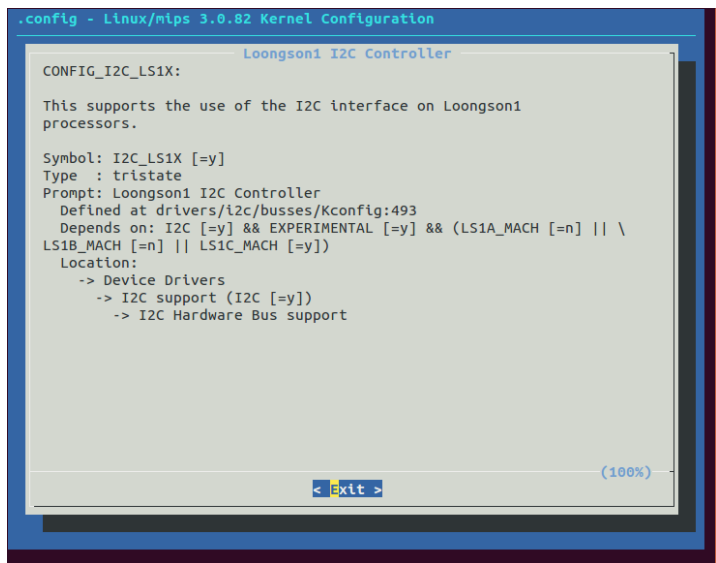 .config - Linux/mips 3.0.82 Kernel Configuration
Loongson1 I2C Controller
CONFIG_I2C_LS1X:
This supports the use of the I2C interface on Loongson1
processors.
Symbol: I2C_LS1X [=y]
Type  : tristate
Prompt: Loongson1 I2C Controller
  Defined at drivers/i2c/busses/Kconfig:493
  Depends on: I2C [=y] && EXPERIMENTAL [=y] && (LS1A_MACH [=n] || \
LS1B_MACH [=n] || LS1C_MACH [=y])
  Location:
    -> Device Drivers
      -> I2C support (I2C [=y])
        -> I2C Hardware Bus support
(100%)
< Exit >